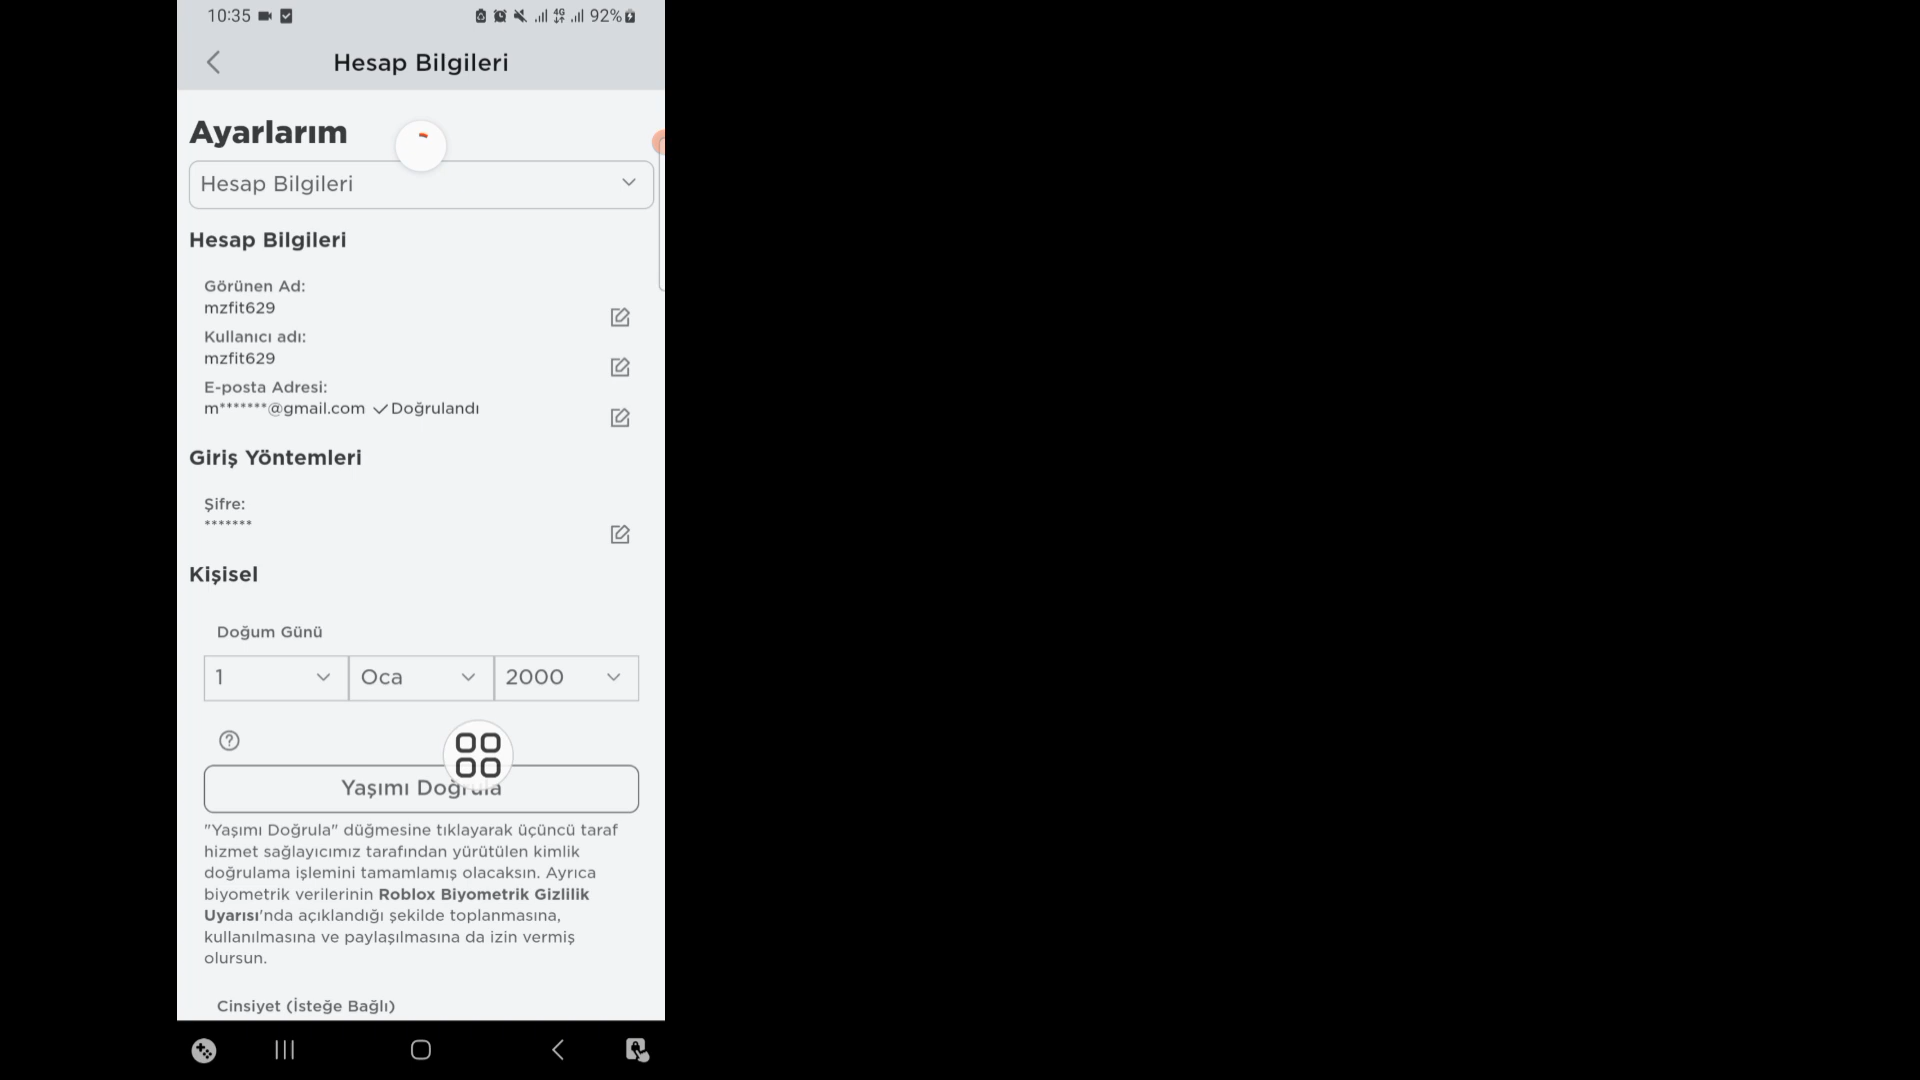 10:35 92%
Hesap Bilgileri
Ayarlarım
Hesap Bilgileri
Hesap Bilgileri
Görünen Ad:
mzfit629
Kullanıcı adı:
mzfit629
E-posta Adresi:
m*******@gmail.com Doğrulandı
Giriş Yöntemleri
Şifre:
*******
Kişisel
Doğum Günü
1 Oca 2000
Yaşımı Doğrula
"Yaşımı Doğrula" düğmesine tıklayarak üçüncü taraf
hizmet sağlayıcımız tarafından yürütülen kimlik
doğrulama işlemini tamamlamış olacaksın. Ayrıca
biyometrik verilerinin Roblox Biyometrik Gizlilik
Uyarısı'nda açıklandığı şekilde toplanmasına,
kullanılmasına ve paylaşılmasına da izin vermiş
olursun.
Cinsiyet (İsteğe Bağlı)